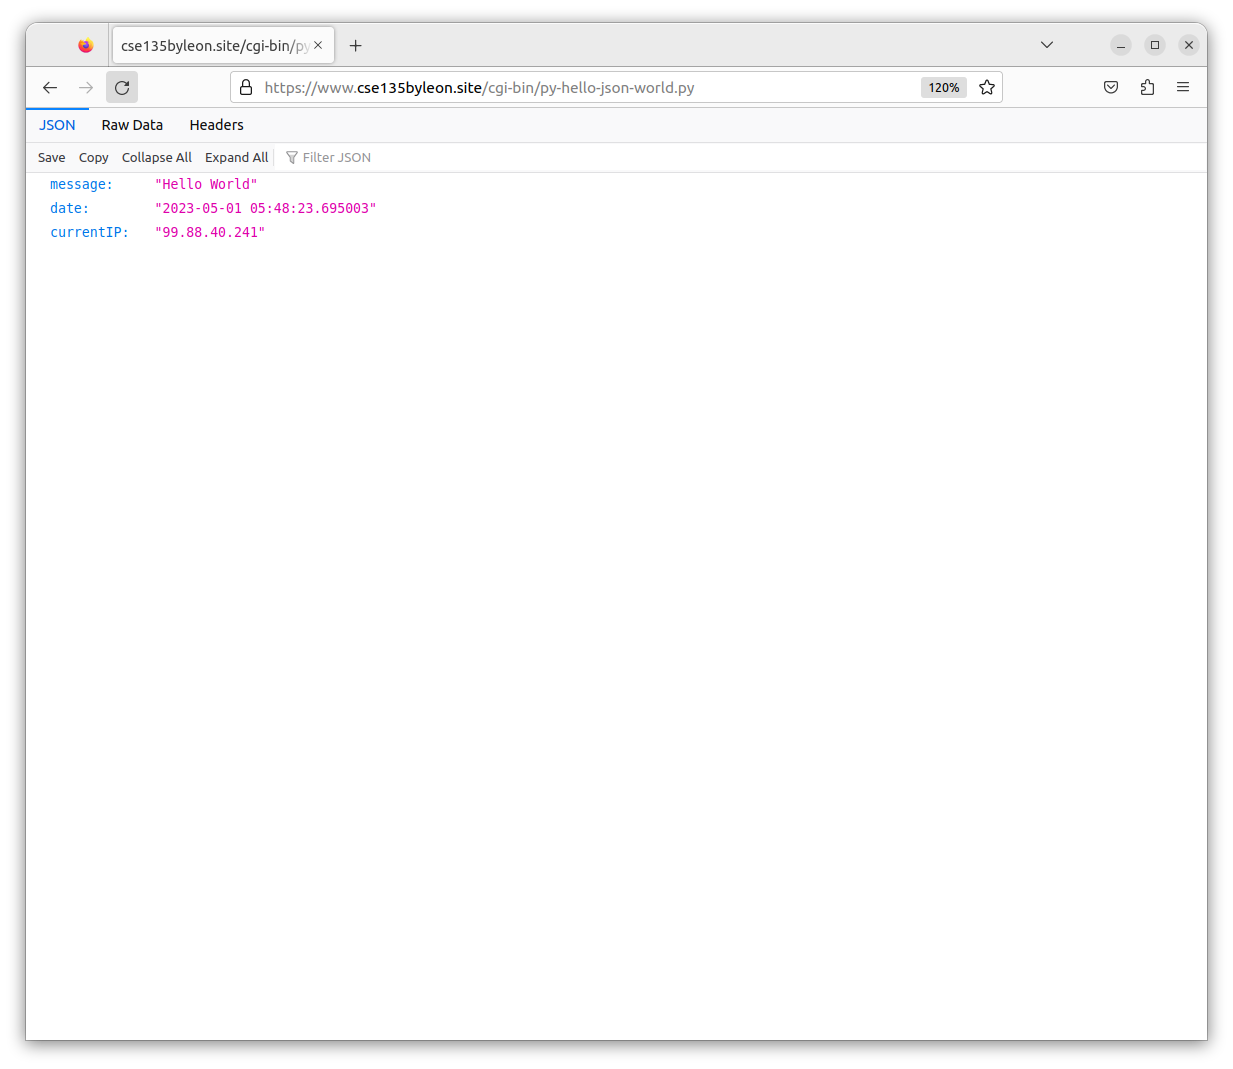 cse135byleon.site/cgi-bin/py
https://www.cse135byleon.site/cgi-bin/py-hello-json-world.py 120%
JSON Raw Data Headers
Save Copy Collapse All Expand All Filter JSON
message: "Hello World"
date: "2023-05-01 05:48:23.695003"
currentIP: "99.88.40.241"